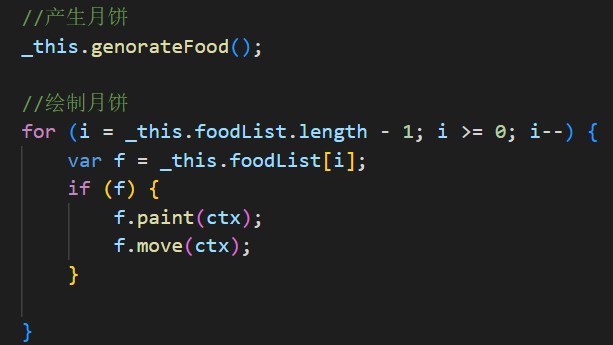 //产生月饼
_this.genorateFood();
//绘制月饼
for (i = _this.foodList.length - 1; i >= 0; i--) {
var f = _this.foodList[i];
if (f) {
f.paint(ctx);
f.move(ctx);
}
}